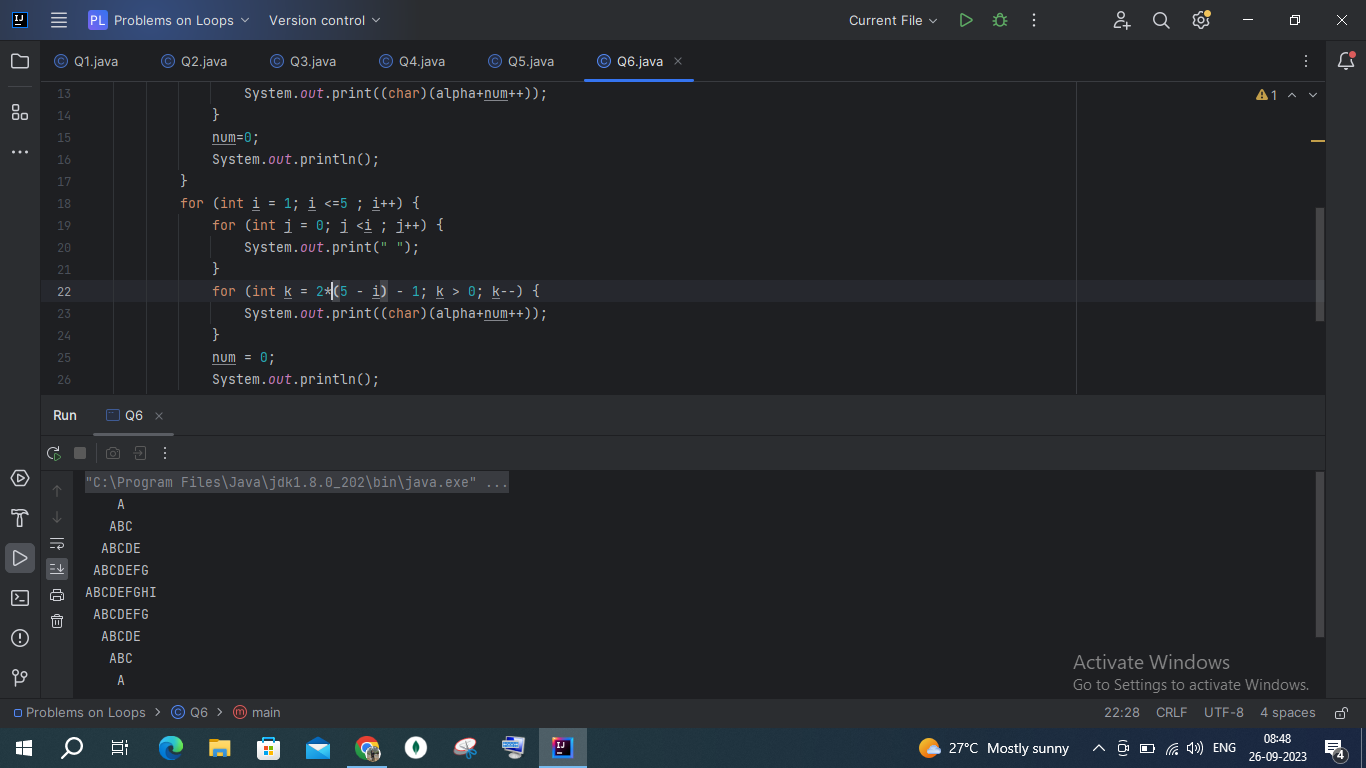 PL Problems on Loops Version control Current File
Q1.java Q2.java Q3.java Q4.java Q5.java Q6.java
13 System.out.print((char)(alpha+num++)); 1
14 }
15 num=0;
16 System.out.println();
17 }
18 for (int i = 1; i <=5 ; i++) {
19 for (int j = 0; j <i ; j++) {
20 System.out.print(" ");
21 }
22 for (int k = 2*(5 - i) - 1; k > 0; k--) {
23 System.out.print((char)(alpha+num++));
24 }
25 num = 0;
26 System.out.println();
Run Q6
"C:\Program Files\Java\jdk1.8.0_202\bin\java.exe" ...
A
ABC
ABCDE
ABCDEFG
ABCDEFGHI
ABCDEFG
ABCDE
ABC
A
Activate Windows
Go to Settings to activate Windows.
Problems on Loops > Q6 > main 22:28 CRLF UTF-8 4 spaces
27°C Mostly sunny ENG 08:48
26-09-2023 4